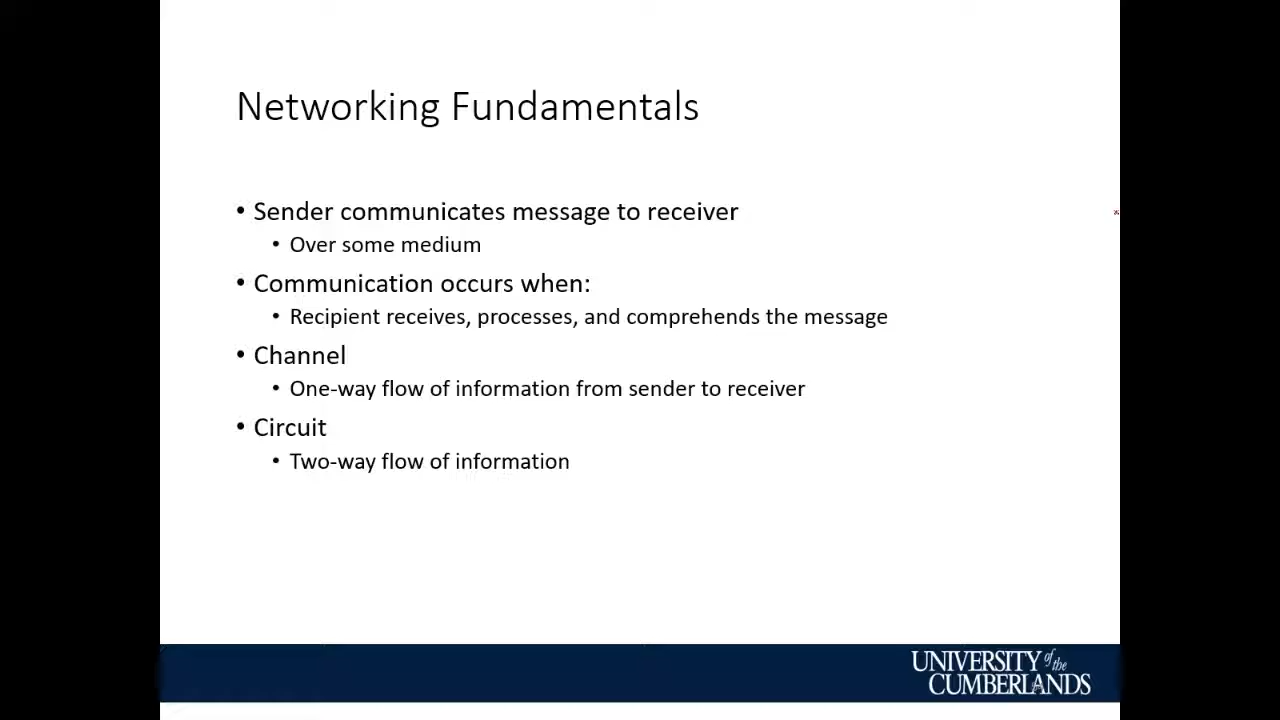 Networking Fundamentals
• Sender communicates message to receiver
• Over some medium
• Communication occurs when:
• Recipient receives, processes, and comprehends the message
• Channel
• One-way flow of information from sender to receiver
• Circuit
• Two-way flow of information
UNIVERSITY of the
CUMBERLANDS